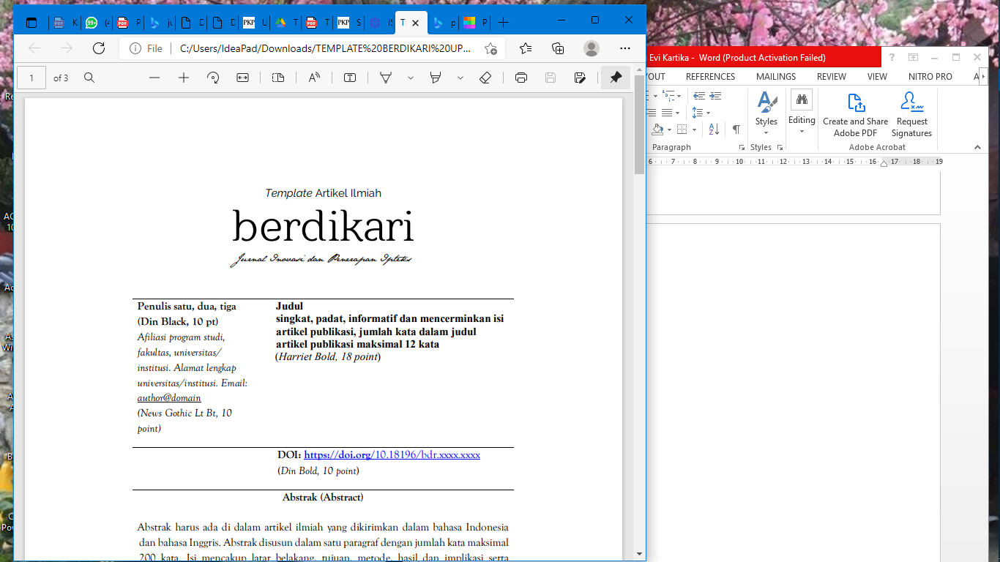 K
99+
(4
P
ju
D
D
PKP
U
T
T
PKP
S
IS
T
p
P
File
C:/Users/IdeaPad/Downloads/TEMPLATE%20BERDIKARI%20UP...
1 of 3
Template Artikel Ilmiah
berdikari
Jurnal Inovasi dan Penerapan Ipteks
Penulis satu, dua, tiga
(Din Black, 10 pt)
Afiliasi program studi,
fakultas, universitas/
institusi. Alamat lengkap
universitas/institusi. Email:
author@domain
(News Gothic Lt Bt, 10
point)
Judul
singkat, padat, informatif dan mencerminkan isi
artikel publikasi, jumlah kata dalam judul
artikel publikasi maksimal 12 kata
(Harriet Bold, 18 point)
DOI: https://doi.org/10.18196/bdr.xxxx.xxxx
(Din Bold, 10 point)
Abstrak (Abstract)
Abstrak harus ada di dalam artikel ilmiah yang dikirimkan dalam bahasa Indonesia
dan bahasa Inggris. Abstrak disusun dalam satu paragraf dengan jumlah kata maksimal
200 kata. Isi mencakup latar belakang, tujuan, metode, hasil dan implikasi serta
Evi Kartika - Word (Product Activation Failed)
OUT REFERENCES MAILINGS REVIEW VIEW NITRO PRO A
Styles
Editing
Create and Share
Adobe PDF
Request
Signatures
Paragraph
Styles
Adobe Acrobat
6 7 8 9 10 11 12 13 14 15 16 17 18 19